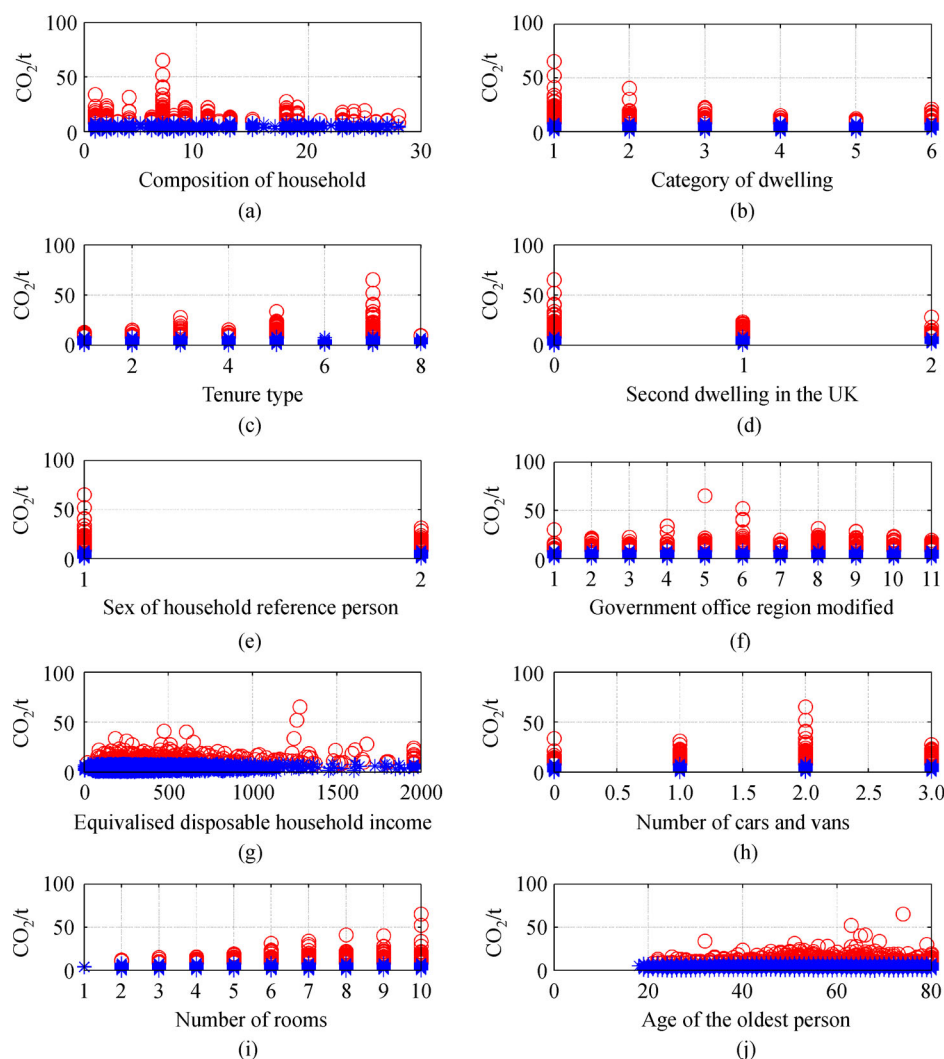 100
50
0
CO2/t
0 10 20 30
Composition of household
(a)
100
50
0
CO2/t
1 2 3 4 5 6
Category of dwelling
(b)
100
50
0
CO2/t
2 4 6 8
Tenure type
(c)
100
50
0
CO2/t
0 1 2
Second dwelling in the UK
(d)
100
50
0
CO2/t
1 2
Sex of household reference person
(e)
100
50
0
CO2/t
1 2 3 4 5 6 7 8 9 10 11
Government office region modified
(f)
100
50
0
CO2/t
0 500 1000 1500 2000
Equivalised disposable household income
(g)
100
50
0
CO2/t
0 0.5 1.0 1.5 2.0 2.5 3.0
Number of cars and vans
(h)
100
50
0
CO2/t
1 2 3 4 5 6 7 8 9 10
Number of rooms
(i)
100
50
0
CO2/t
0 20 40 60 80
Age of the oldest person
(j)